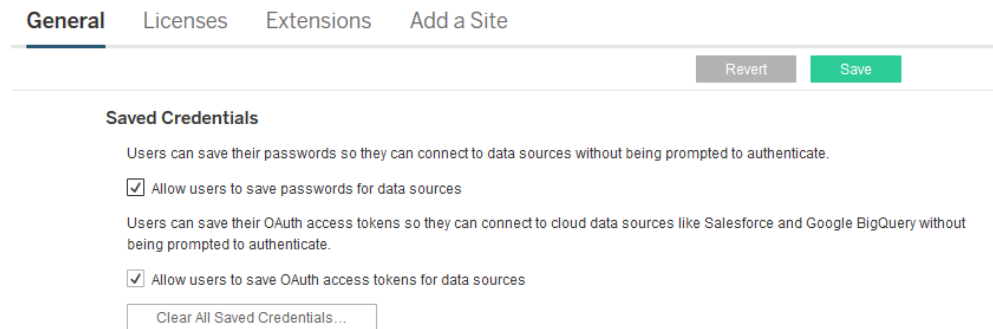 General Licenses Extensions Add a Site
Revert Save
Saved Credentials
Users can save their passwords so they can connect to data sources without being prompted to authenticate.
Allow users to save passwords for data sources
Users can save their OAuth access tokens so they can connect to cloud data sources like Salesforce and Google BigQuery without
being prompted to authenticate.
Allow users to save OAuth access tokens for data sources
Clear All Saved Credentials...